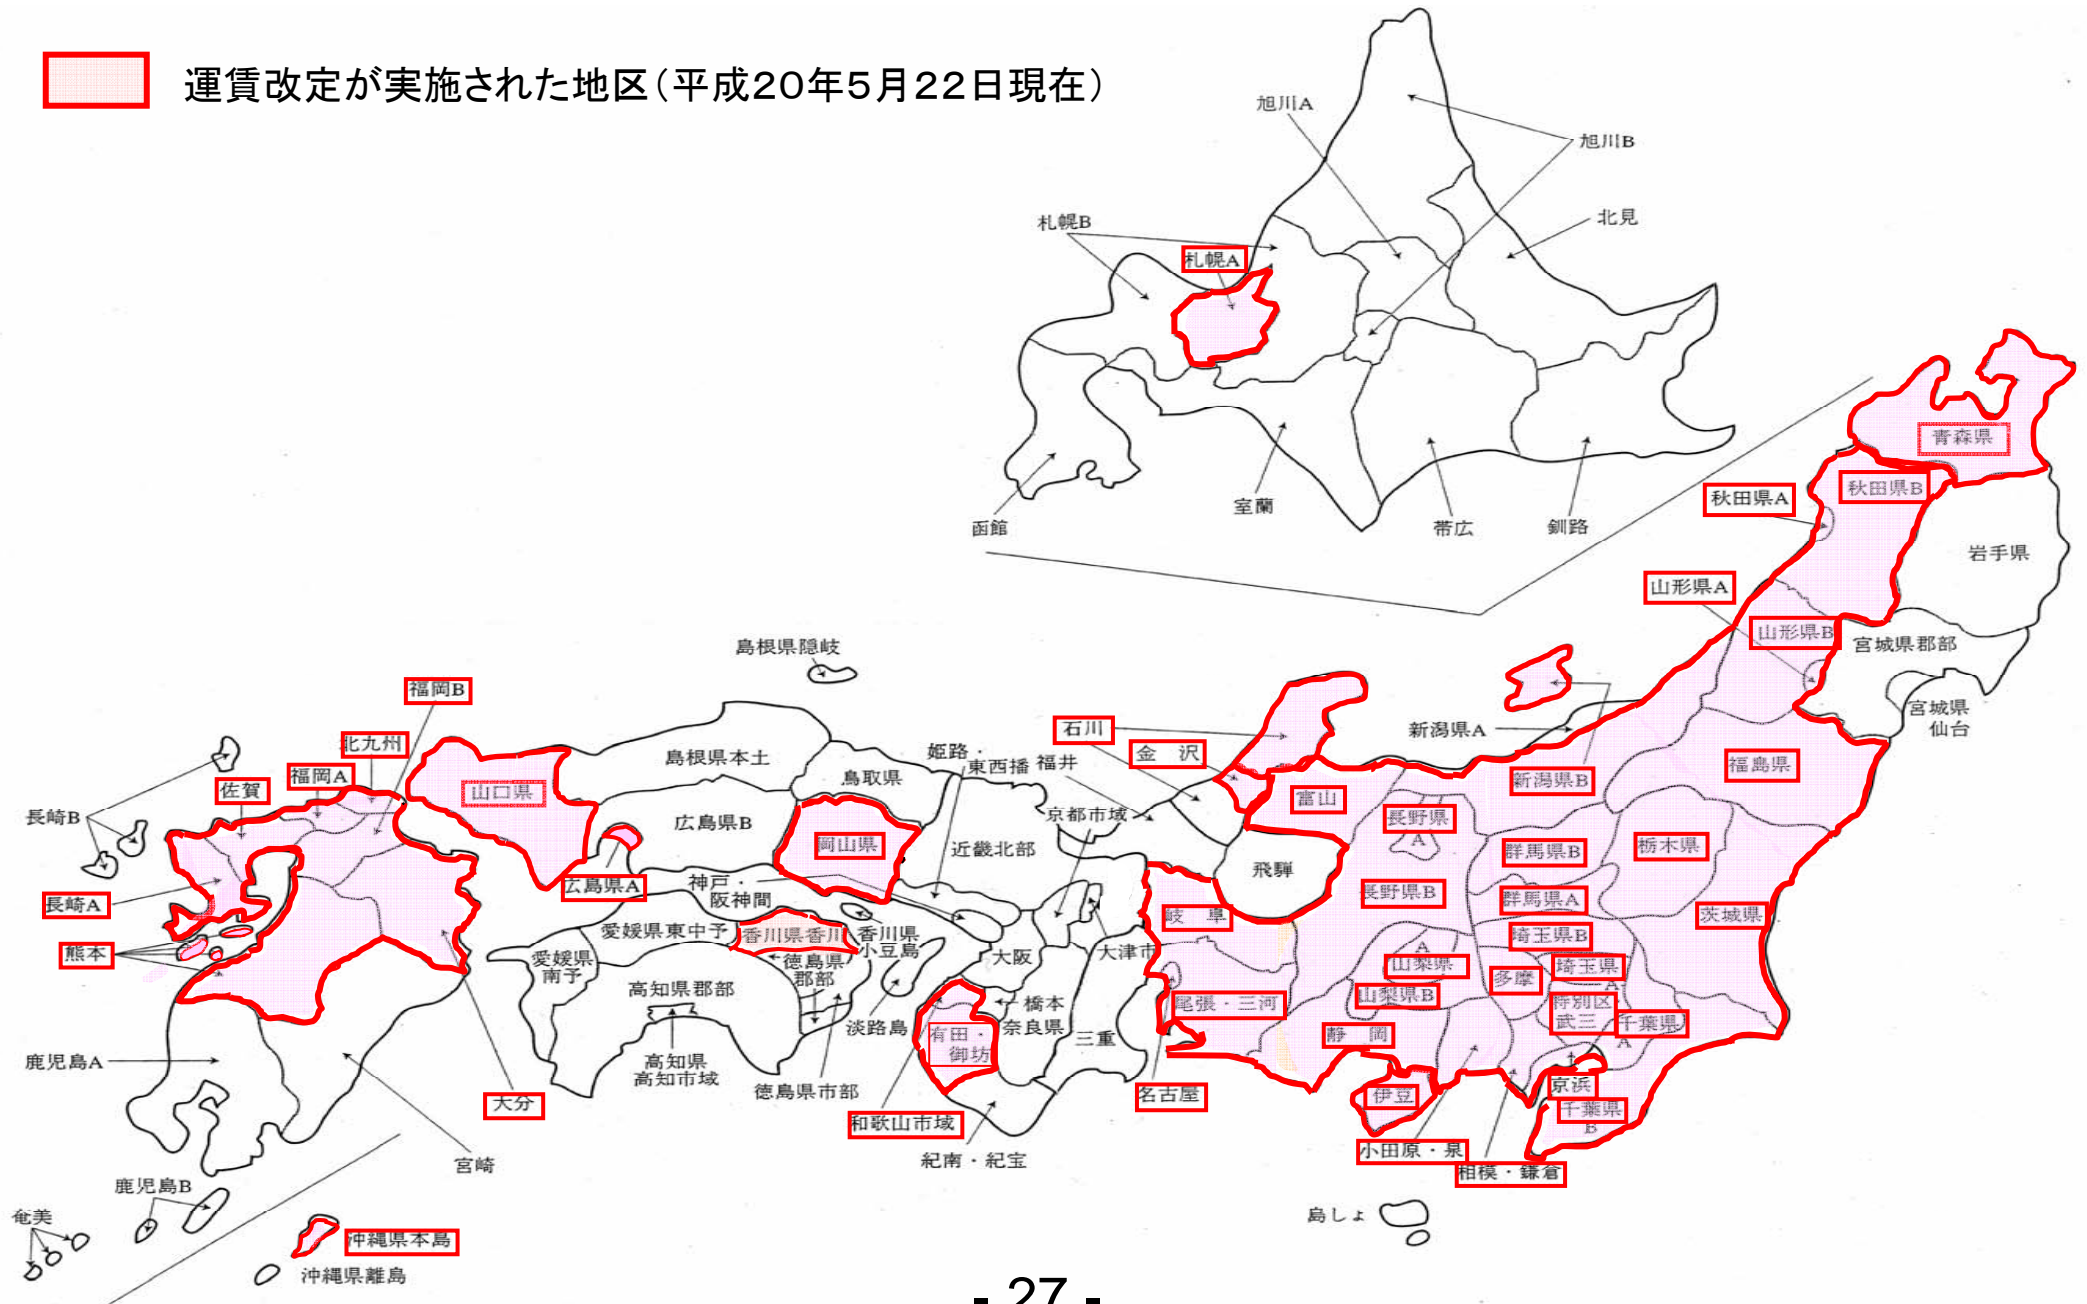 運賃改定が実施された地区(平成20年5月22日現在)
旭川A
旭川B
札幌B
北見
札幌A
函館
室蘭
帯広
釧路
青森県
秋田県B
秋田県A
岩手県
山形県A
山形県B
宮城県郡部
宮城県
仙台
島根県隠岐
福岡B
北九州
福岡A
佐賀
長崎B
長崎A
熊本
山口県
島根県本土
鳥取県
広島県B
広島県A
岡山県
姫路・
東西播
福井
京都市域
近畿北部
神戸・
阪神間
石川
金 沢
富山
新潟県A
新潟県B
福島県
長野県
A
長野県B
群馬県B
群馬県A
栃木県
茨城県
飛騨
岐 阜
埼玉県B
埼玉県
A
A
山梨県
山梨県B
多摩
特別区
武三
千葉県
A
尾張・三河
静 岡
伊豆
京浜
千葉県
B
名古屋
小田原・泉
相模・鎌倉
愛媛県東中予
愛媛県
南予
香川県香川
香川県
小豆島
徳島県
郡部
高知県郡部
高知県
高知市域
徳島県市部
淡路島
大阪
大津市
橋本
奈良県
三重
有田・
御坊
和歌山市域
紀南・紀宝
大分
宮崎
鹿児島A
鹿児島B
奄美
沖縄県本島
沖縄県離島
島しょ
- 27 -